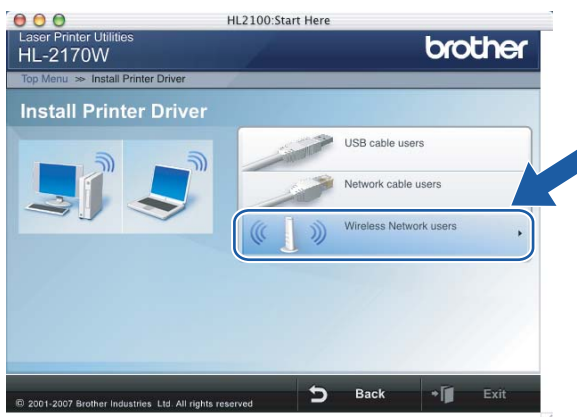 HL2100:Start Here
Laser Printer Utilities
HL-2170W
brother
Top Menu >> Install Printer Driver
Install Printer Driver
USB cable users
Network cable users
Wireless Network users
© 2001-2007 Brother Industries Ltd. All rights reserved
Back
Exit